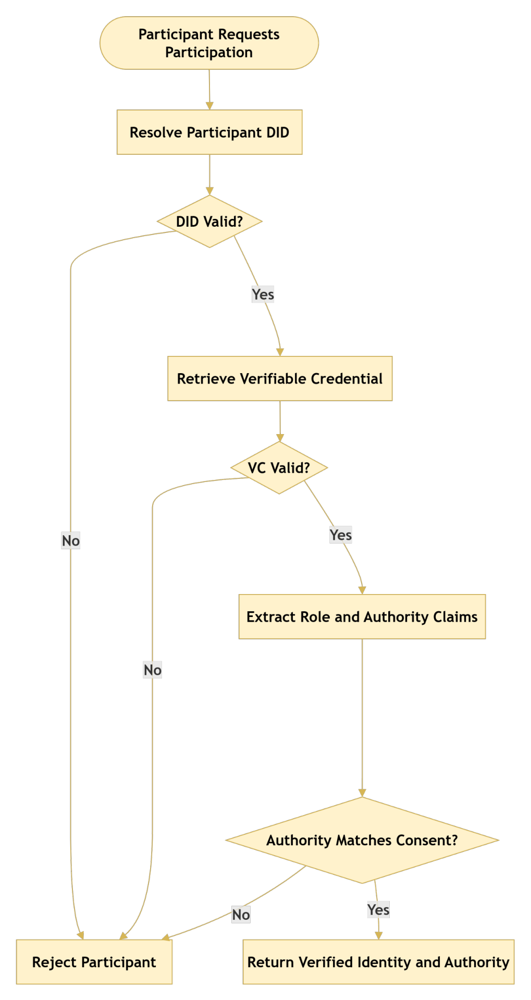 Participant Requests
Participation
Resolve Participant DID
DID Valid?
Yes
Retrieve Verifiable Credential
VC Valid?
Yes
No
Extract Role and Authority Claims
No
Authority Matches Consent?
No
Yes
Reject Participant
Return Verified Identity and Authority